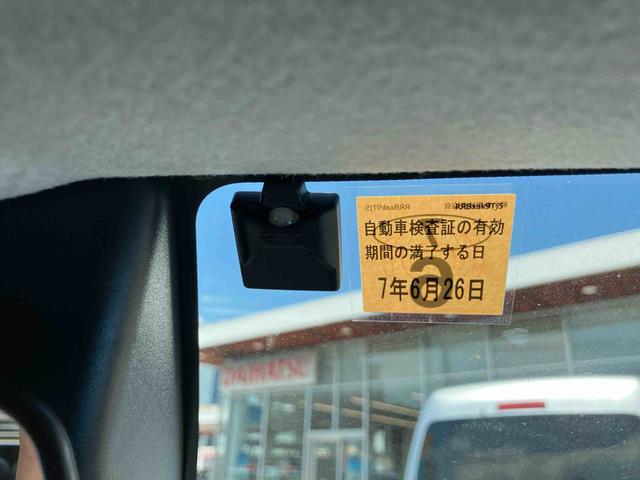 RRBxak9Tj5
自動車検査証の有効
期間の満了する日
7年6月26日